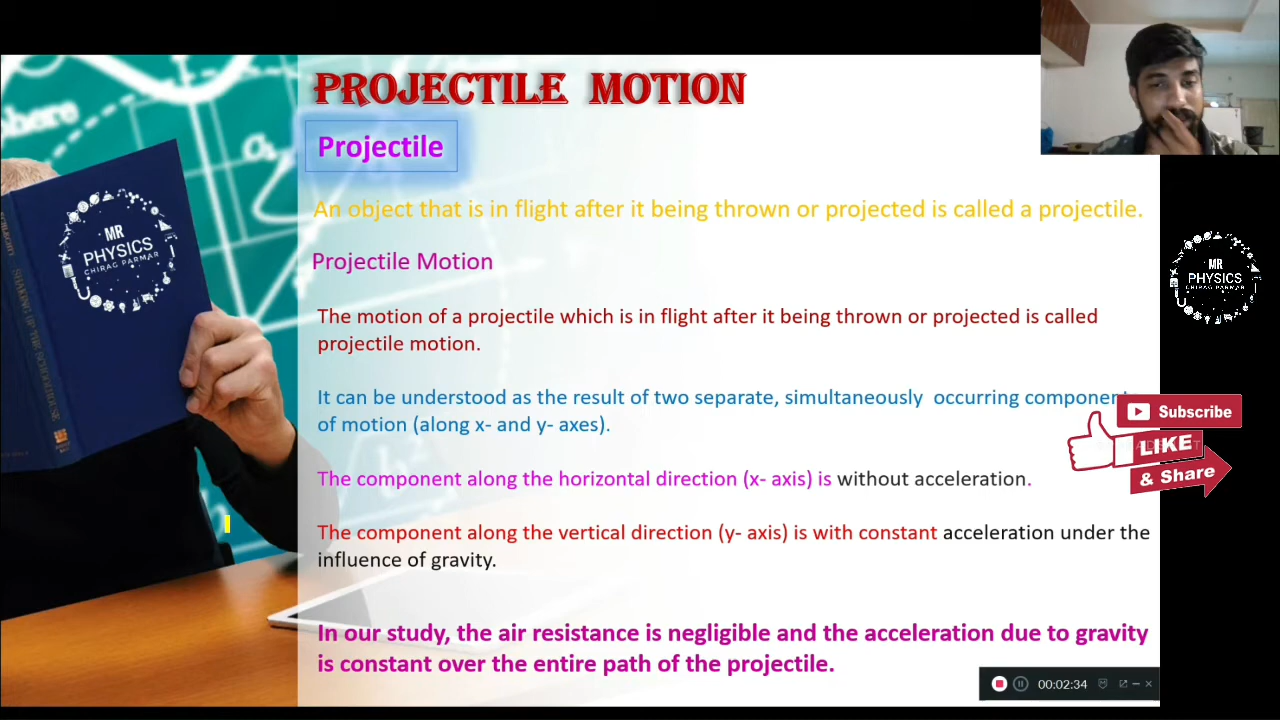 PROJECTILE MOTION
Projectile
An object that is in flight after it being thrown or projected is called a projectile.
Projectile Motion
The motion of a projectile which is in flight after it being thrown or projected is called
projectile motion.
It can be understood as the result of two separate, simultaneously occurring component
of motion (along x- and y- axes).
The component along the horizontal direction (x- axis) is without acceleration.
The component along the vertical direction (y- axis) is with constant acceleration under the
influence of gravity.
In our study, the air resistance is negligible and the acceleration due to gravity
is constant over the entire path of the projectile.
MR
PHYSICS
CHIRAG PARMAR
MR
PHYSICS
CHIRAG PARMAR
Subscribe
LIKE
& Share
00:02:34